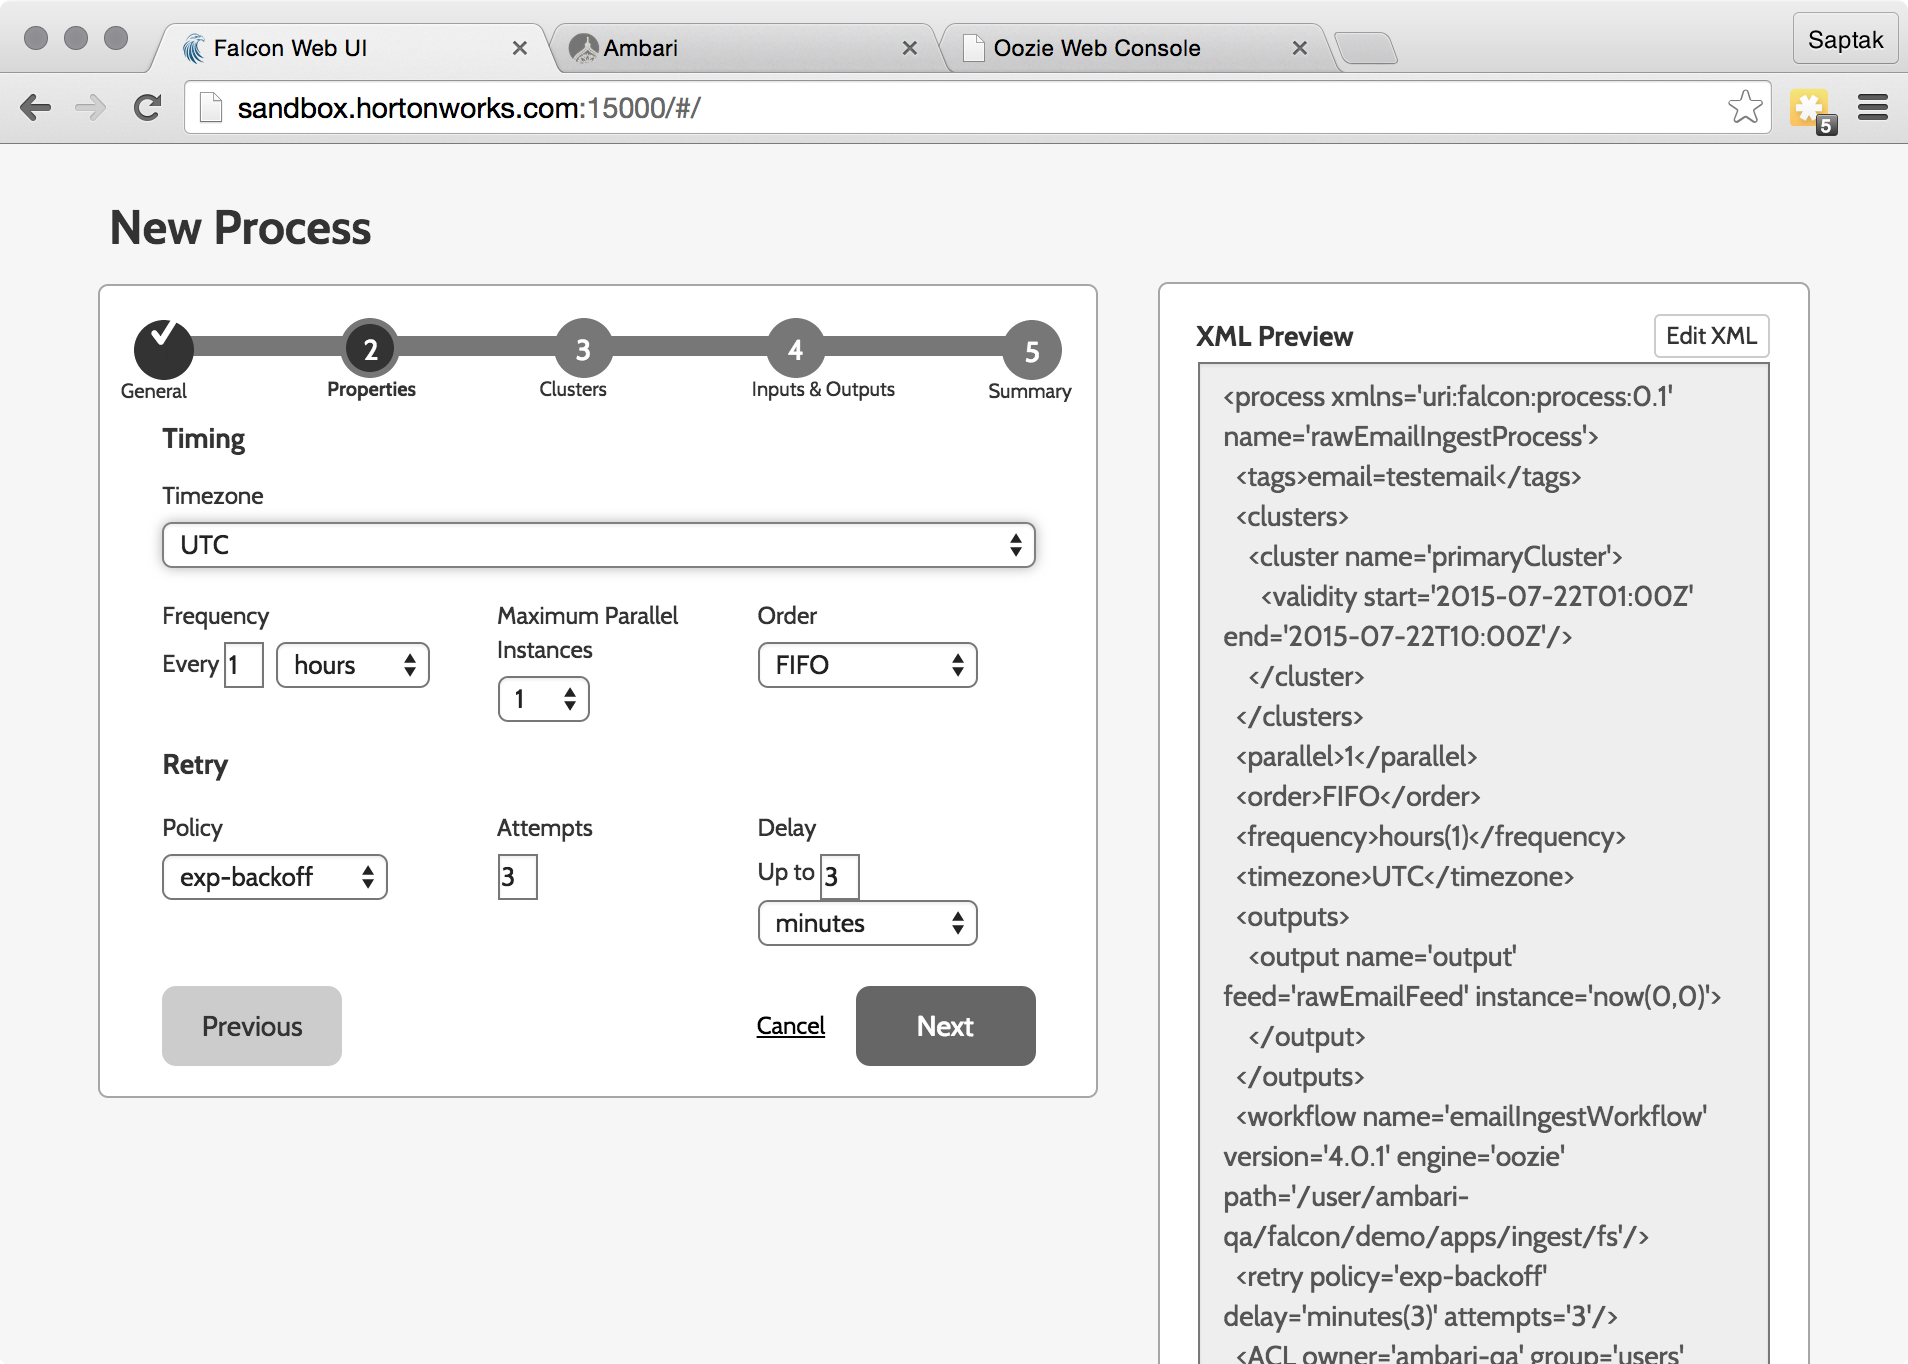 Falcon Web UI
Ambari
Oozie Web Console
Saptak
sandbox.hortonworks.com:15000/#/
5
New Process
2
3
4
5
General
Properties
Clusters
Inputs & Outputs
Summary
Timing
Timezone
UTC
Frequency
Every 1 hours
Maximum Parallel
Instances
1
Order
FIFO
Retry
Policy
exp-backoff
Attempts
3
Delay
Up to 3
minutes
Previous
Cancel
Next
XML Preview
Edit XML
<process xmlns='uri:falcon:process:0.1'
name='rawEmailIngestProcess'>
<tags>email=testemail</tags>
<clusters>
<cluster name='primaryCluster'>
<validity start='2015-07-22T01:00Z'
end='2015-07-22T10:00Z'/>
</cluster>
</clusters>
<parallel>1</parallel>
<order>FIFO</order>
<frequency>hours(1)</frequency>
<timezone>UTC</timezone>
<outputs>
<output name='output'
feed='rawEmailFeed' instance='now(0,0)'>
</output>
</outputs>
<workflow name='emailIngestWorkflow'
version='4.0.1' engine='oozie'
path='/user/ambari-
qa/falcon/demo/apps/ingest/fs'/>
<retry policy='exp-backoff'
delay='minutes(3)' attempts='3'/>
<ACL owner='ambari-qa' group='users'